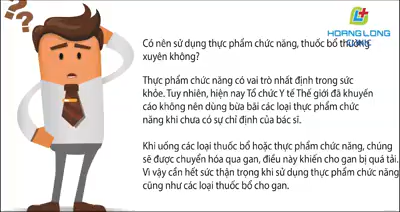 ??
HOANG LONG
CLINIC
Có nên sử dụng thực phẩm chức năng, thuốc bổ thường
xuyên không?
Thực phẩm chức năng có vai trò nhất định trong sức
khỏe. Tuy nhiên, hiện nay Tổ chức Y tế Thế giới đã khuyến
cáo không nên dùng bừa bãi các loại thực phẩm chức
năng khi chưa có sự chỉ định của bác sĩ.
Khi uống các loại thuốc bổ hoặc thực phẩm chức năng, chúng
sẽ được chuyển hóa qua gan, điều này khiến cho gan bị quá tải.
Vì vậy cần hết sức thận trọng khi sử dụng thực phẩm chức năng
cũng như các loại thuốc bổ cho gan.